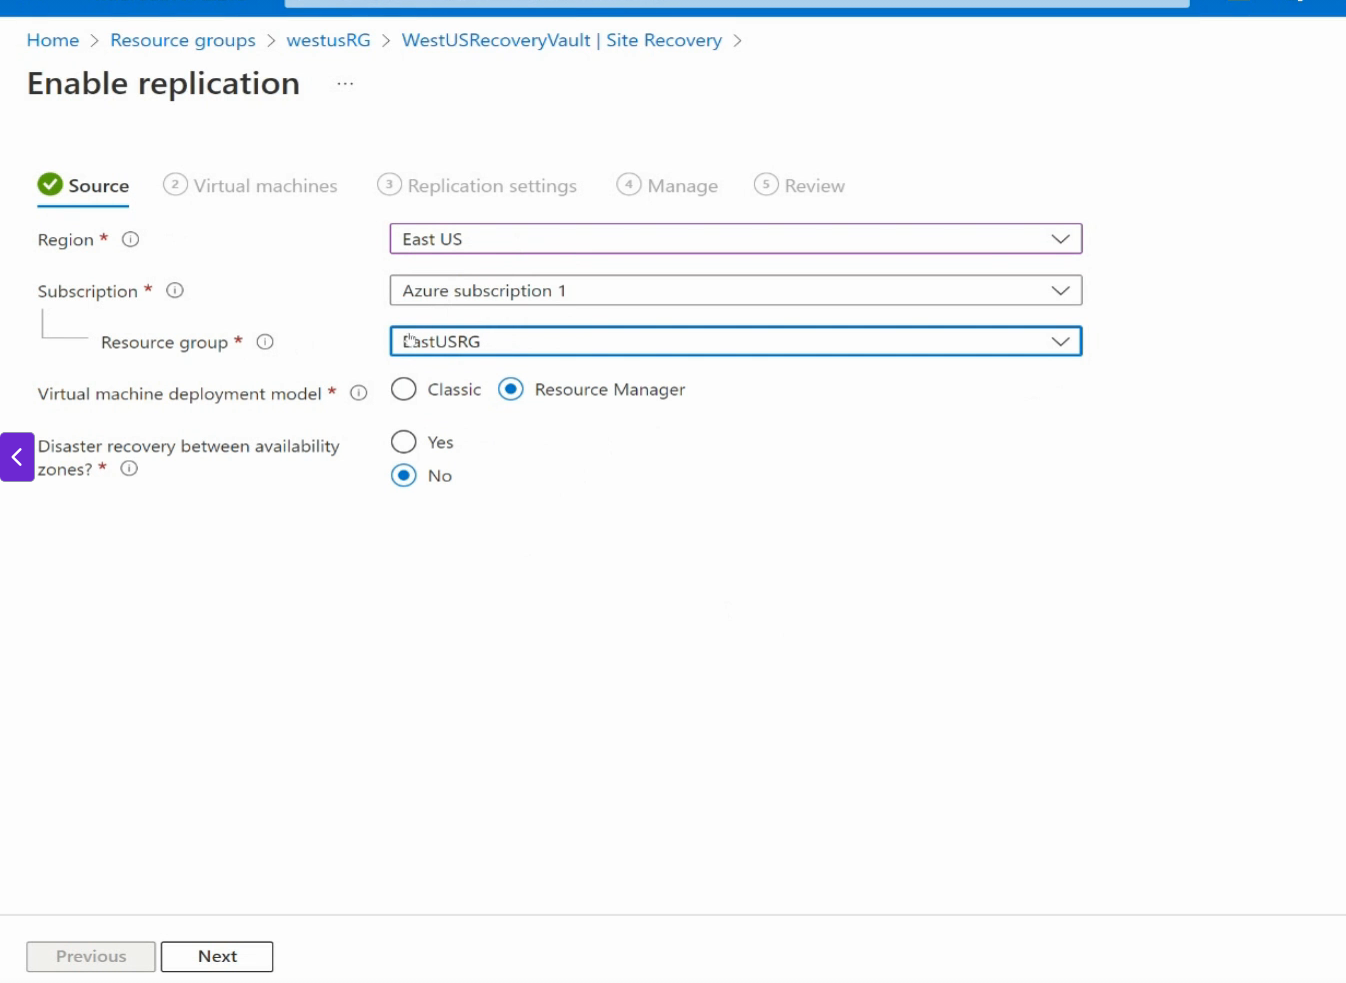 Home > Resource groups > westusRG > WestUSRecoveryVault | Site Recovery >
Enable replication ...
Source 2 Virtual machines 3 Replication settings 4 Manage 5 Review
Region * East US
Subscription * Azure subscription 1
Resource group * EastUSRG
Virtual machine deployment model * Classic Resource Manager
Disaster recovery between availability
zones? *
Yes
No
Previous Next